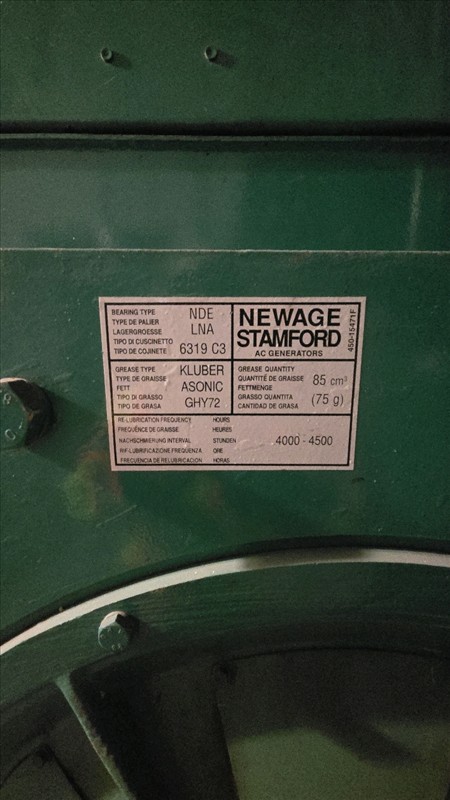 BEARING TYPE
TYPE DE PALIER
LAGERGROESSE
TIPO DI CUSCINETTO
TIPO DE COJINETE
NDE
LNA
6319 C3
NEWAGE
STAMFORD
AC GENERATORS
450-15471F
GREASE TYPE
TYPE DE GRAISSE
FETT
TIPO DI GRASSO
TIPO DE GRASA
KLUBER
ASONIC
GHY72
GREASE QUANTITY
QUANTITÉ DE GRAISSE
FETTMENGE
GRASSO QUANTITA
CANTIDAD DE GRASA
85 cm³
(75 g)
RE-LUBRICATION FREQUENCY HOURS
FREQUÉNCE DE GRAISSE HEURES
NACHSCHMIERUNG INTERVAL STUNDEN 4000 - 4500
RIF-LUBRIFICAZIONE FREQUENZA ORE
FRECUENCIA DE RELUBRICACION HORAS